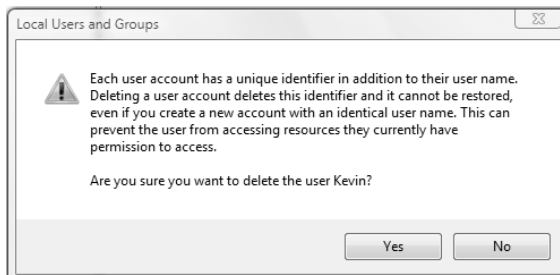 Local Users and Groups
Each user account has a unique identifier in addition to their user name.
Deleting a user account deletes this identifier and it cannot be restored,
even if you create a new account with an identical user name. This can
prevent the user from accessing resources they currently have
permission to access.
Are you sure you want to delete the user Kevin?
Yes
No